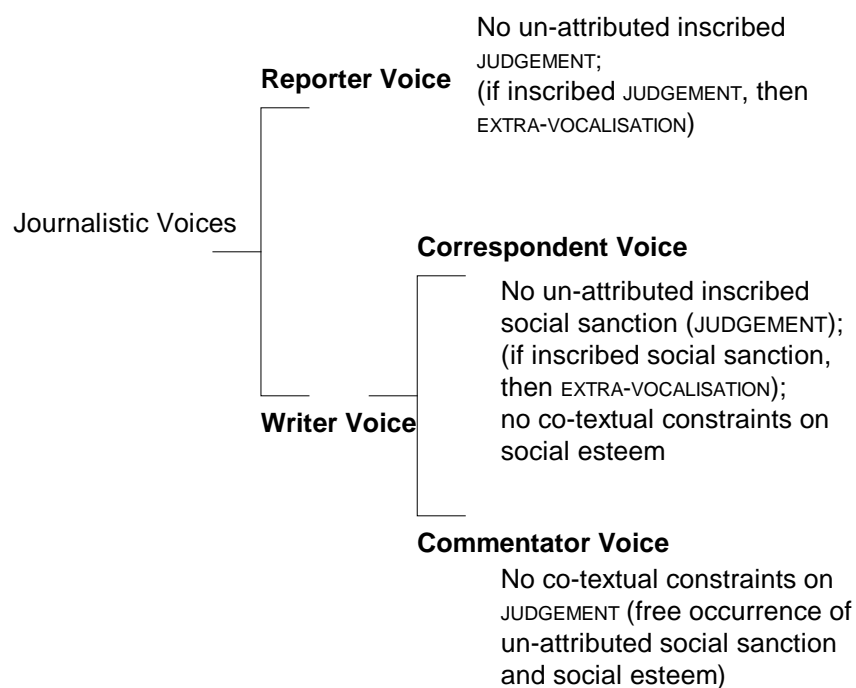 No un-attributed inscribed
JUDGEMENT;
Reporter Voice
(if inscribed JUDGEMENT, then
EXTRA-VOCALISATION)
Journalistic Voices
Correspondent Voice
No un-attributed inscribed
social sanction (JUDGEMENT);
(if inscribed social sanction,
then EXTRA-VOCALISATION);
no co-textual constraints on
social esteem
Writer Voice
Commentator Voice
No co-textual constraints on
JUDGEMENT (free occurrence of
un-attributed social sanction
and social esteem)